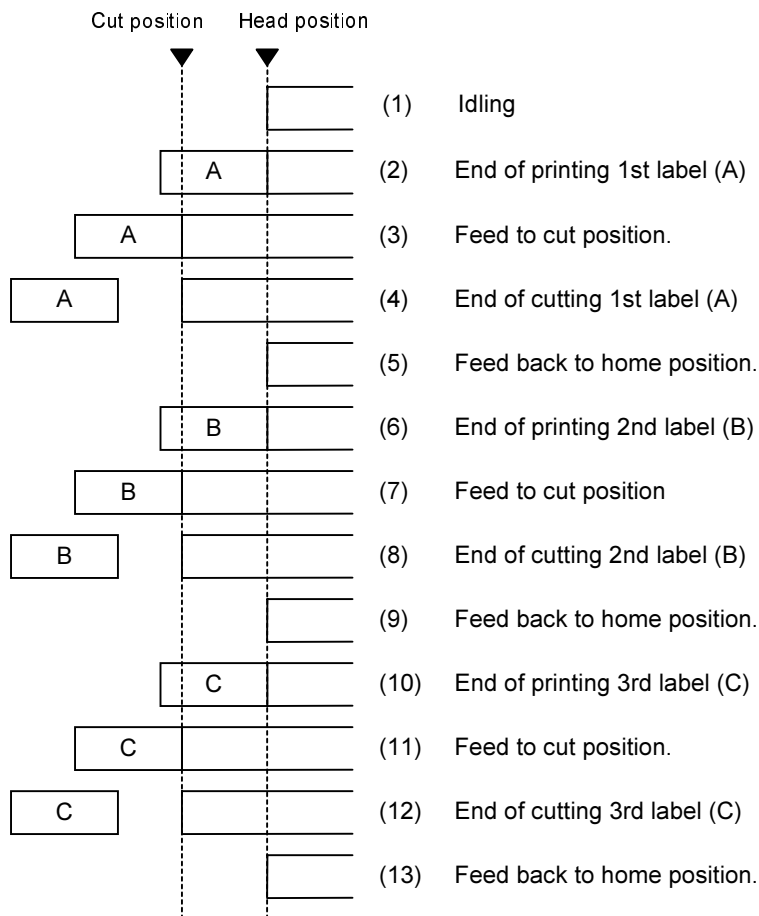 Cut position Head position
(1) Idling
A (2) End of printing 1st label (A)
A (3) Feed to cut position.
A (4) End of cutting 1st label (A)
(5) Feed back to home position.
B (6) End of printing 2nd label (B)
B (7) Feed to cut position
B (8) End of cutting 2nd label (B)
(9) Feed back to home position.
C (10) End of printing 3rd label (C)
C (11) Feed to cut position.
C (12) End of cutting 3rd label (C)
(13) Feed back to home position.